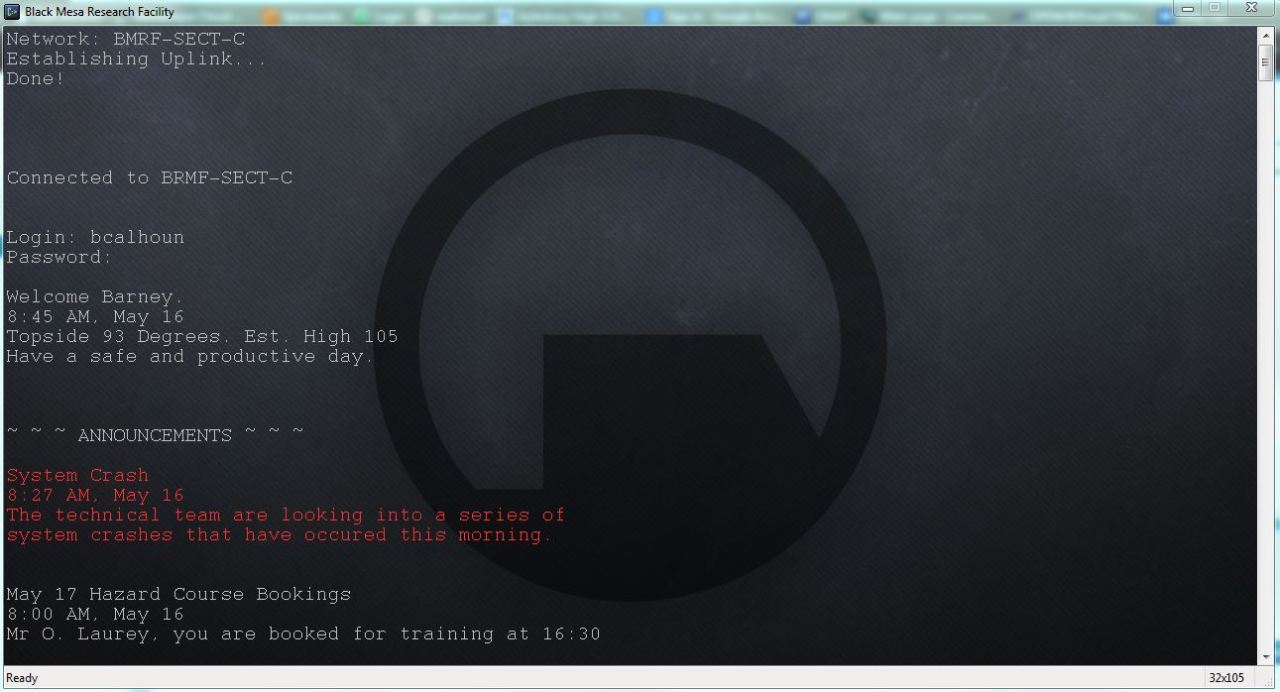 Black Mesa Research Facility
Network: BMRF-SECT-C
Establishing Uplink...
Done!
Connected to BRMF-SECT-C
Login: bcalhoun
Password:
Welcome Barney.
8:45 AM, May 16
Topside 93 Degrees. Est. High 105
Have a safe and productive day.
~ ~ ~ ANNOUNCEMENTS ~ ~ ~
System Crash
8:27 AM, May 16
The technical team are looking into a series of
system crashes that have occured this morning.
May 17 Hazard Course Bookings
8:00 AM, May 16
Mr O. Laurey, you are booked for training at 16:30
Ready
32x105